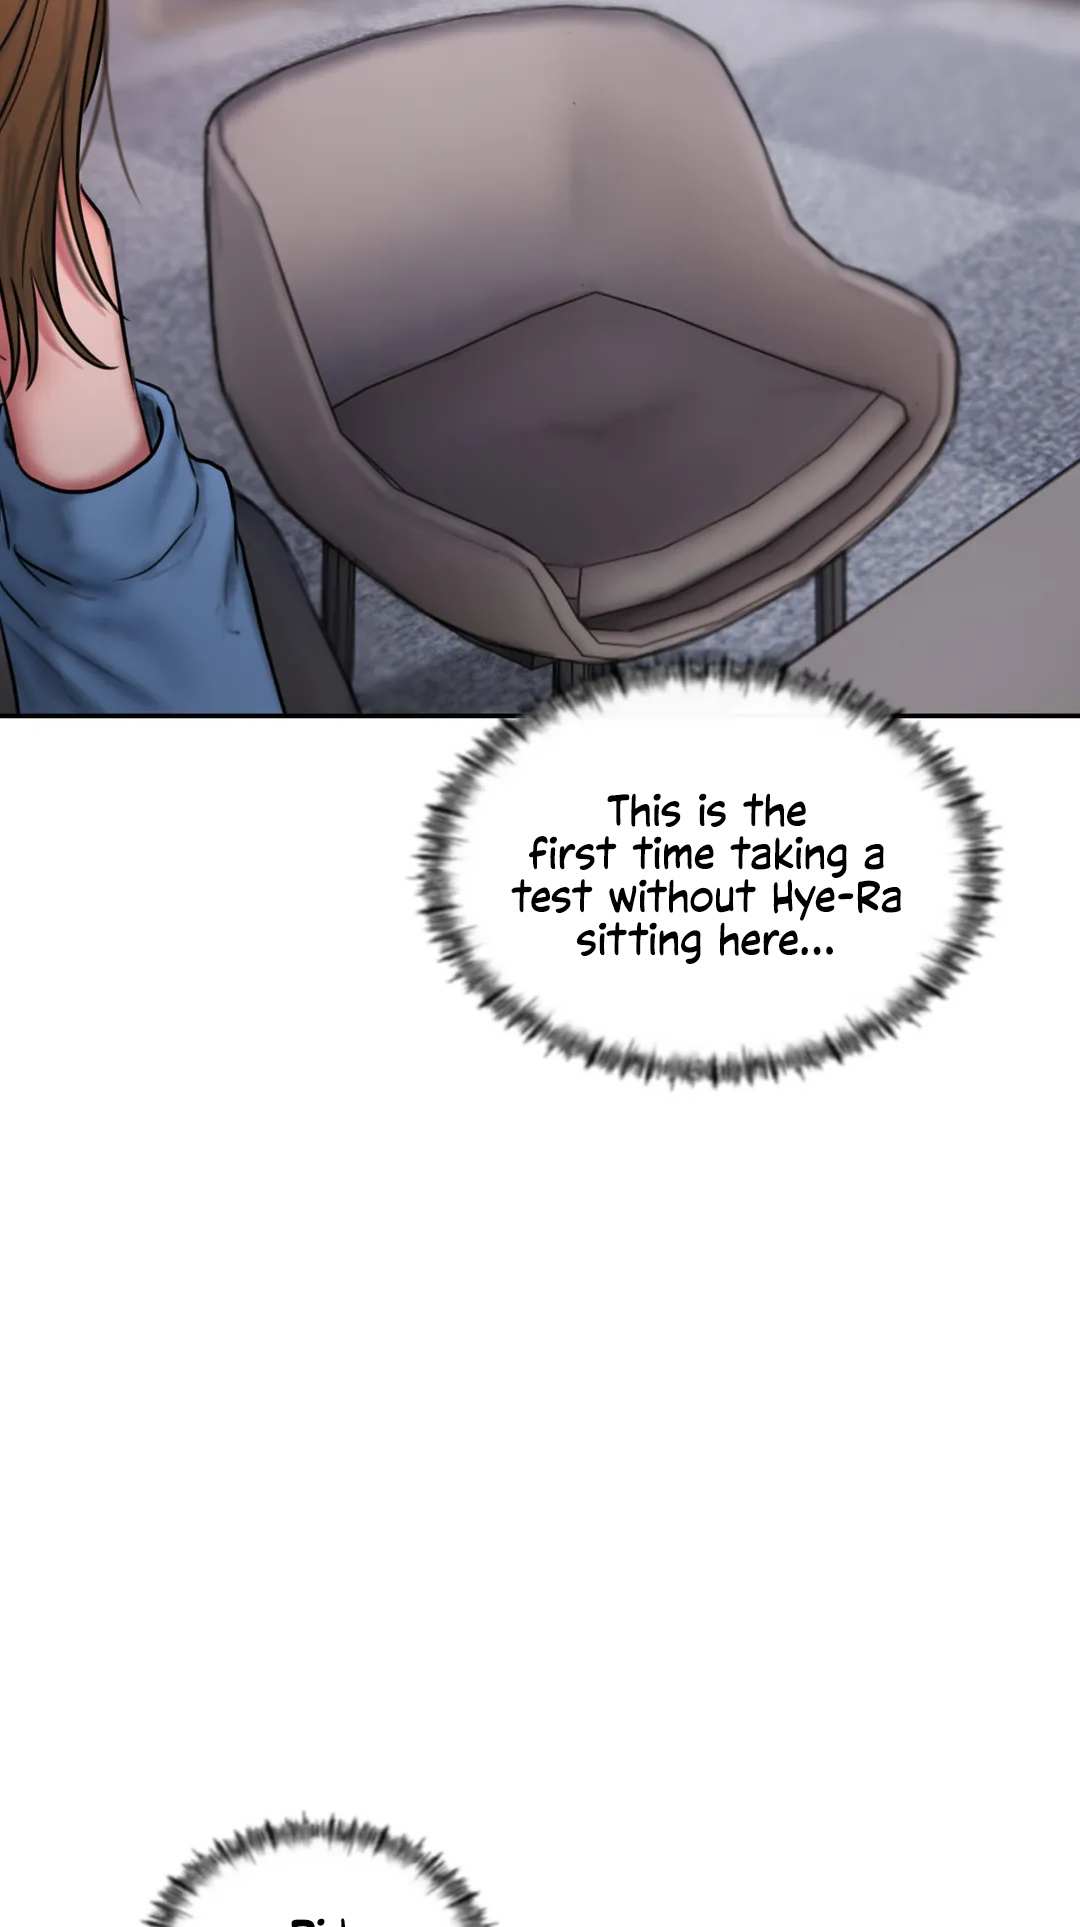 This is the
first time taking a
test without Hye-Ra
sitting here...